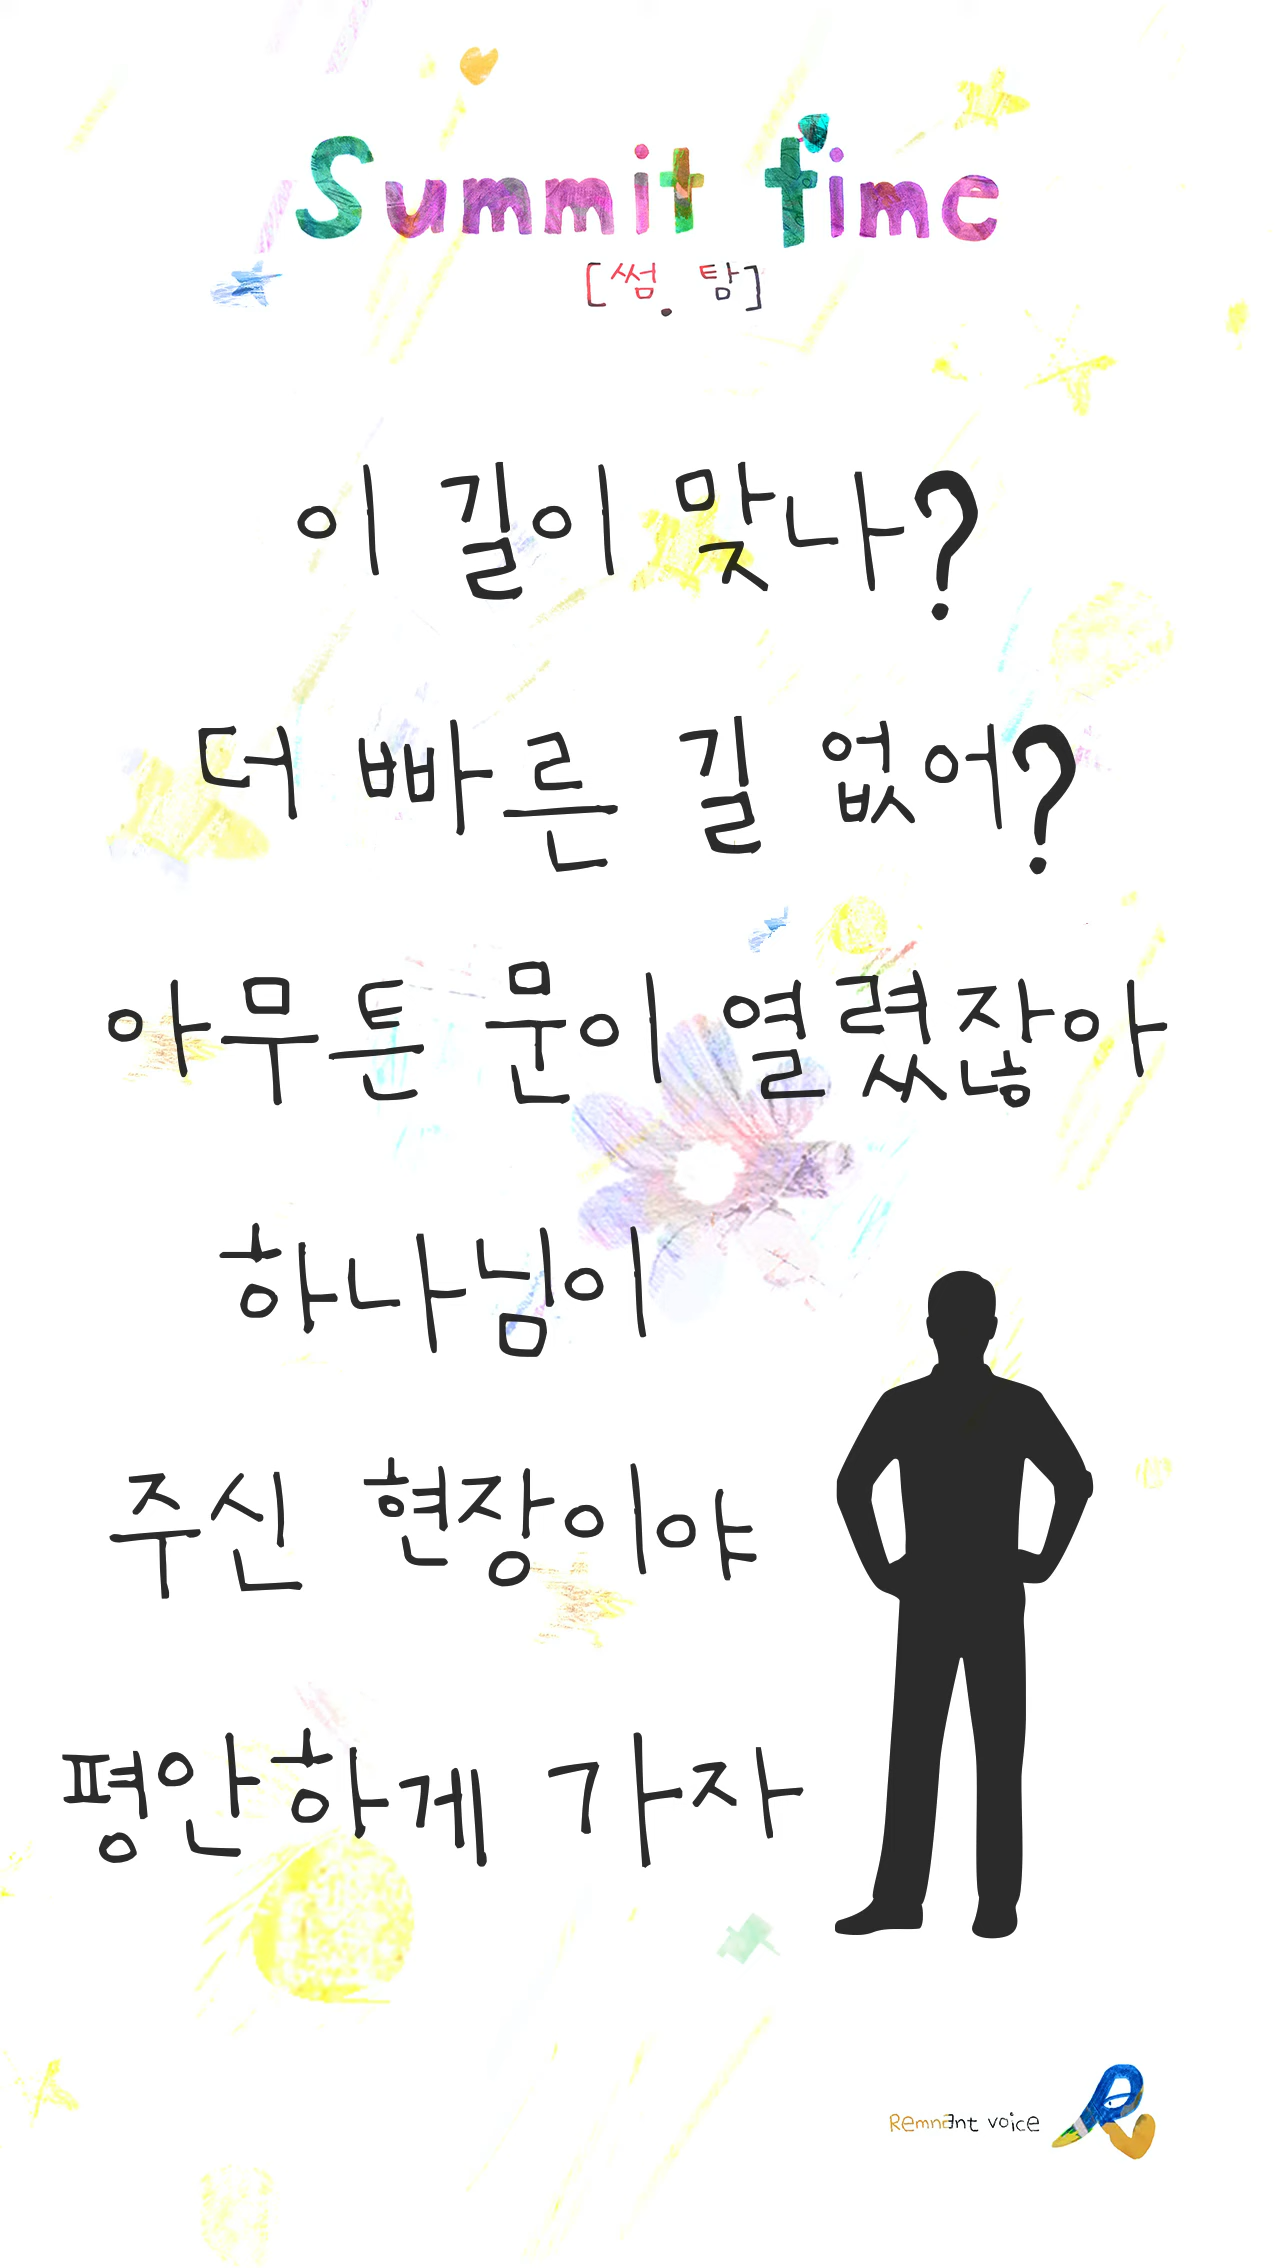 Summit time
[썸. 탐]
이 길이 맞나?
더 빠른 길 없어?
아무튼 문이 열렸잖아
하나님이
주신 현장이야
평안하게 가자
Remnant voice